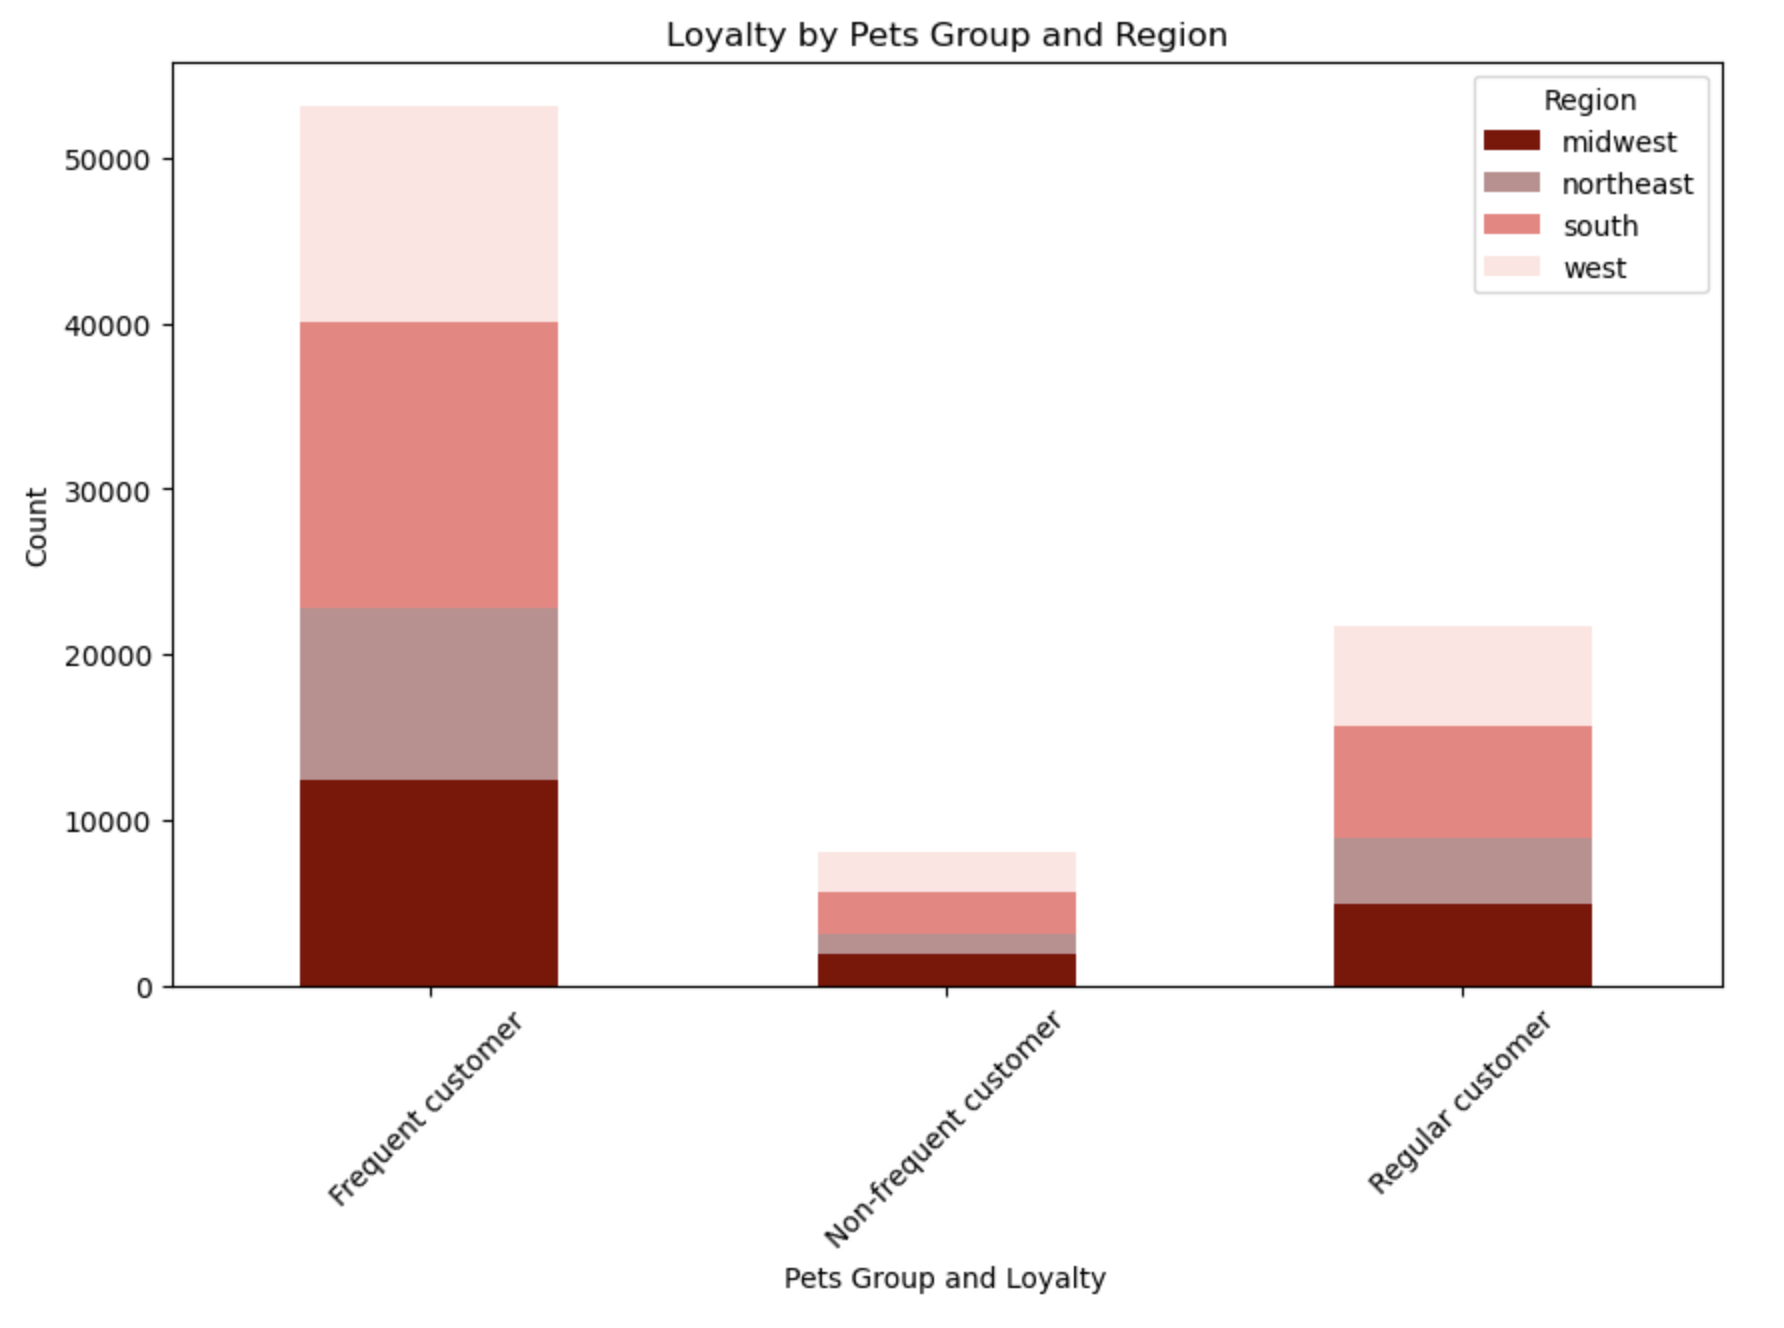 Loyalty by Pets Group and Region
Region
midwest
northeast
south
west
Count
50000
40000
30000
20000
10000
0
Frequent customer
Non-frequent customer
Regular customer
Pets Group and Loyalty